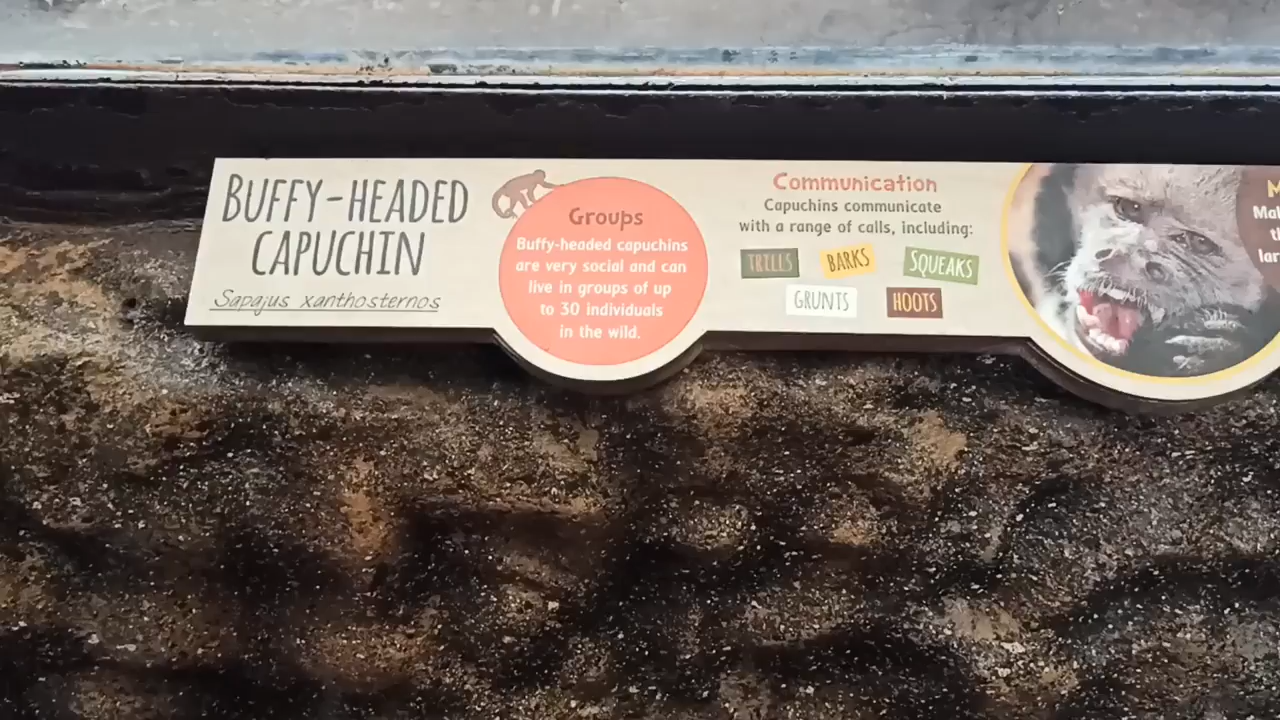 BUFFY-HEADED
CAPUCHIN
Sapajus xanthosternos
Groups
Buffy-headed capuchins
are very social and can
live in groups of up
to 30 individuals
in the wild.
Communication
Capuchins communicate
with a range of calls, including:
TRILLS BARKS SQUEAKS
GRUNTS HOOTS